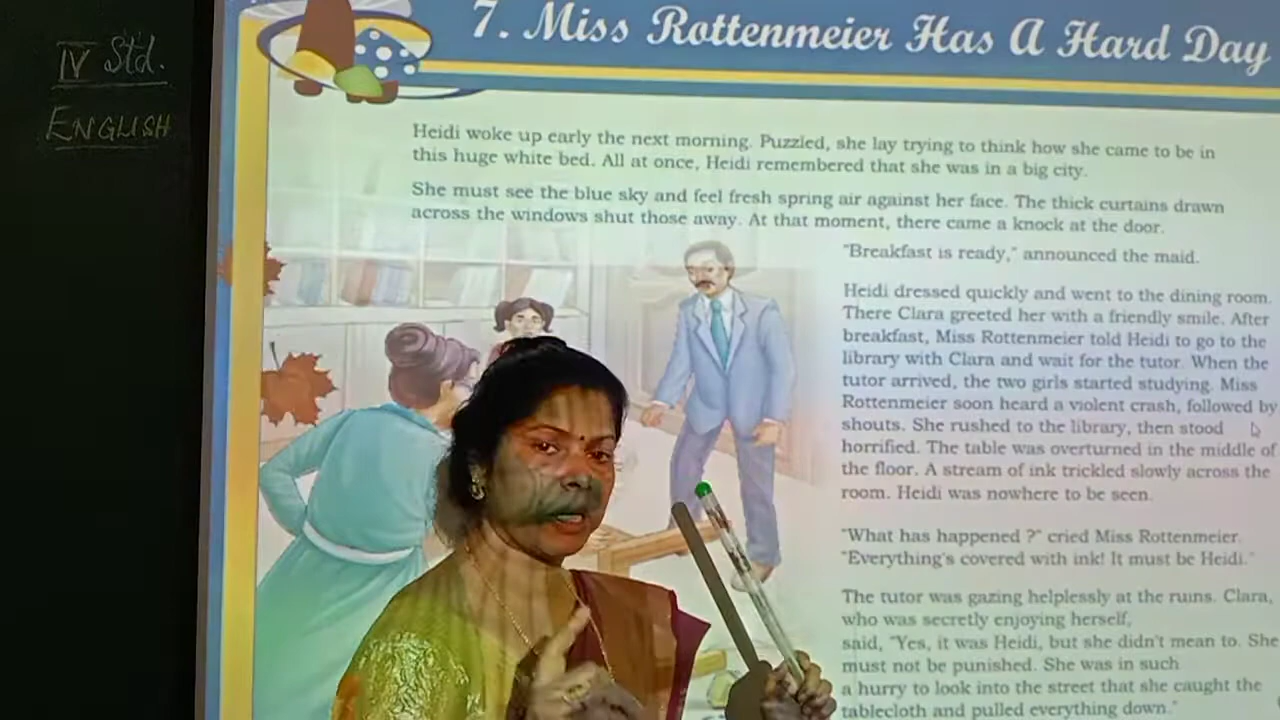 IV Std.
ENGLISH
7. Miss Rottenmeier Has A Hard Day
Heidi woke up early the next morning. Puzzled, she lay trying to think how she came to be in
this huge white bed. All at once, Heidi remembered that she was in a big city.
She must see the blue sky and feel fresh spring air against her face. The thick curtains drawn
across the windows shut those away. At that moment, there came a knock at the door.
"Breakfast is ready," announced the maid.
Heidi dressed quickly and went to the dining room.
There Clara greeted her with a friendly smile. After
breakfast, Miss Rottenmeier told Heidi to go to the
library with Clara and wait for the tutor. When the
tutor arrived, the two girls started studying. Miss
Rottenmeier soon heard a violent crash, followed by
shouts. She rushed to the library, then stood
horrified. The table was overturned in the middle of
the floor. A stream of ink trickled slowly across the
room. Heidi was nowhere to be seen.
"What has happened ?" cried Miss Rottenmeier.
"Everything's covered with ink! It must be Heidi."
The tutor was gazing helplessly at the ruins. Clara,
who was secretly enjoying herself,
said, "Yes, it was Heidi, but she didn't mean to. She
must not be punished. She was in such
a hurry to look into the street that she caught the
tablecloth and pulled everything down."